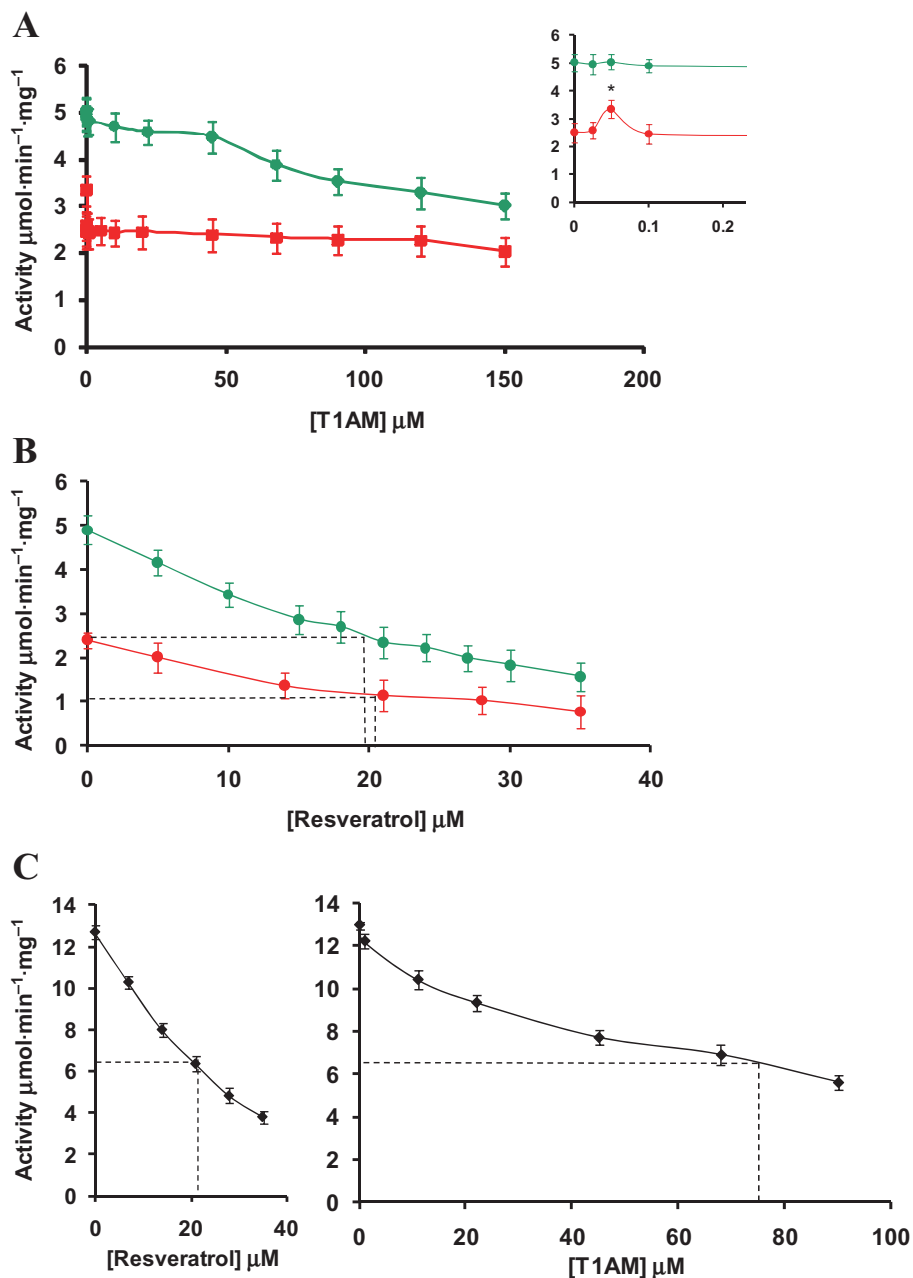 A
Activity µmol·min⁻¹·mg⁻¹
6
5
4
3
2
1
0
0 50 100 150 200
[T1AM] µM
6
5
4
3
2
1
0
*
0 0.1 0.2
B
Activity µmol·min⁻¹·mg⁻¹
6
5
4
3
2
1
0
0 10 20 30 40
[Resveratrol] µM
C
Activity µmol·min⁻¹·mg⁻¹
14
12
10
8
6
4
2
0
0 20 40
[Resveratrol] µM
14
12
10
8
6
4
2
0
0 20 40 60 80 100
[T1AM] µM